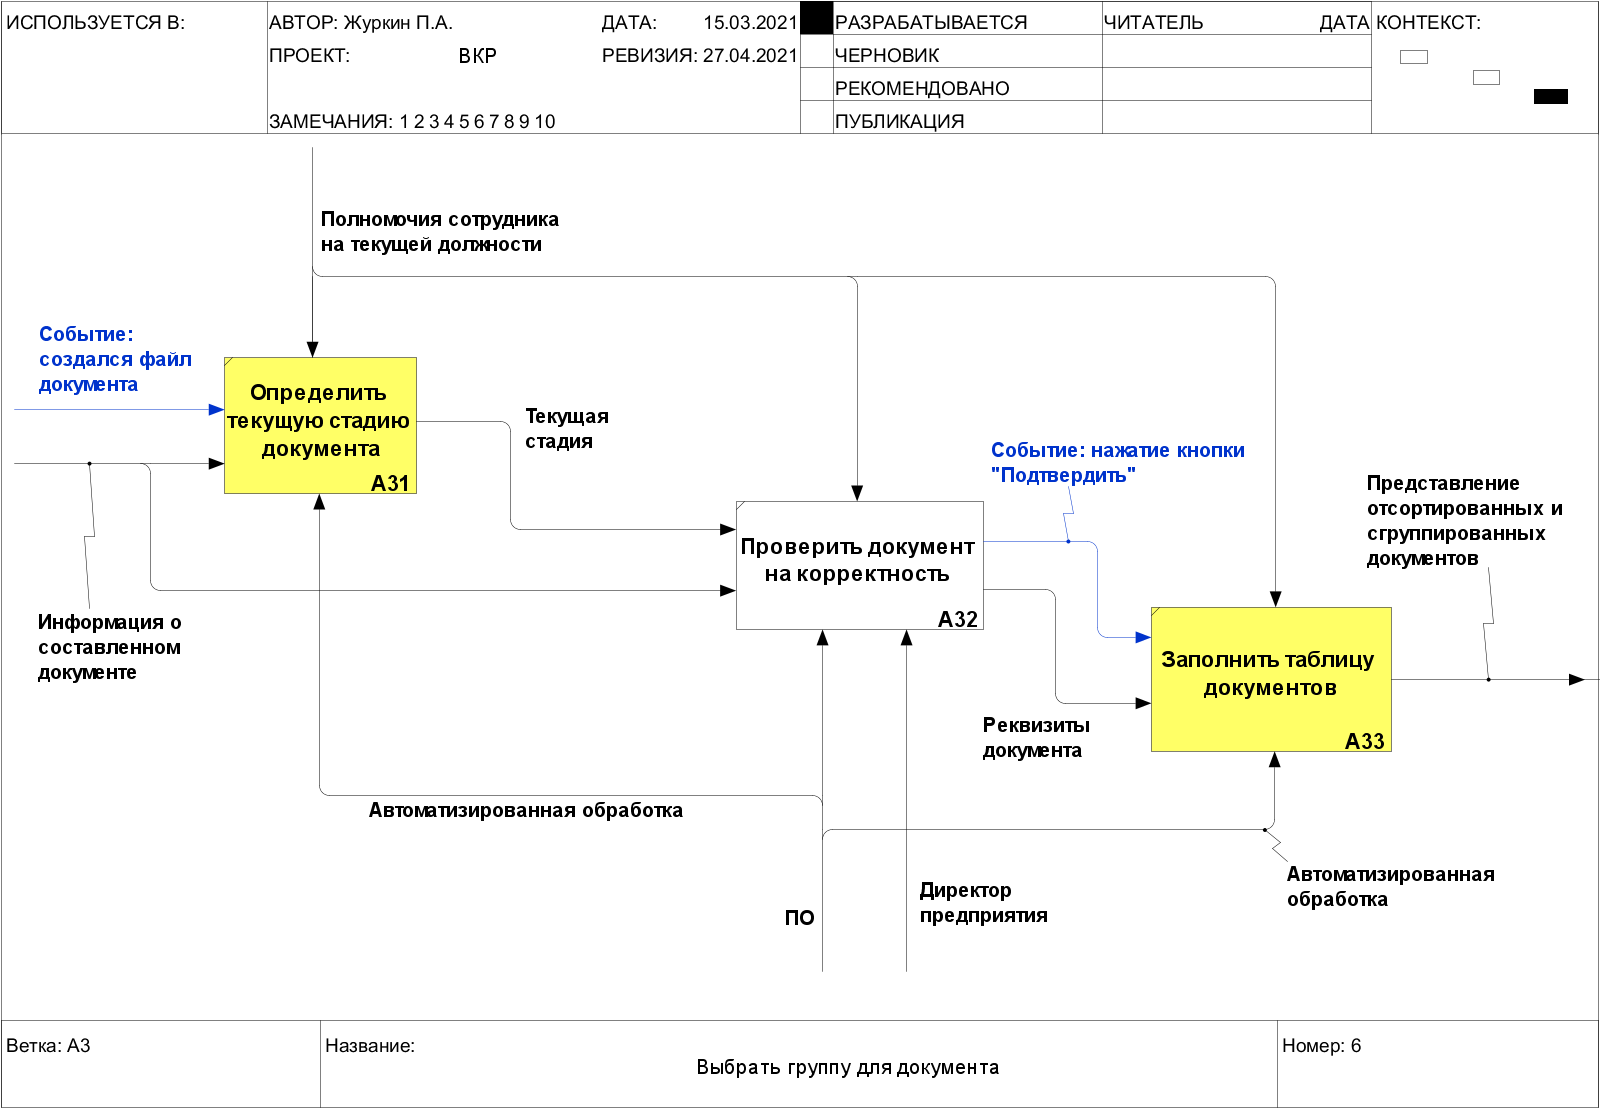 ИСПОЛЬЗУЕТСЯ В:
АВТОР: Журкин П.А.
ДАТА: 15.03.2021
ПРОЕКТ: ВКР
РЕВИЗИЯ: 27.04.2021
ЗАМЕЧАНИЯ: 1 2 3 4 5 6 7 8 9 10
РАЗРАБАТЫВАЕТСЯ
ЧЕРНОВИК
РЕКОМЕНДОВАНО
ПУБЛИКАЦИЯ
ЧИТАТЕЛЬ
ДАТА
КОНТЕКСТ:
Полномочия сотрудника
на текущей должности
Событие:
создался файл
документа
Определить
текущую стадию
документа
A31
Текущая
стадия
Событие: нажатие кнопки
"Подтвердить"
Представление
отсортированных и
сгруппированных
документов
Проверить документ
на корректность
A32
Информация о
составленном
документе
Заполнить таблицу
документов
A33
Реквизиты
документа
Автоматизированная обработка
Автоматизированная
обработка
Директор
предприятия
ПО
Ветка: A3
Название:
Выбрать группу для документа
Номер: 6